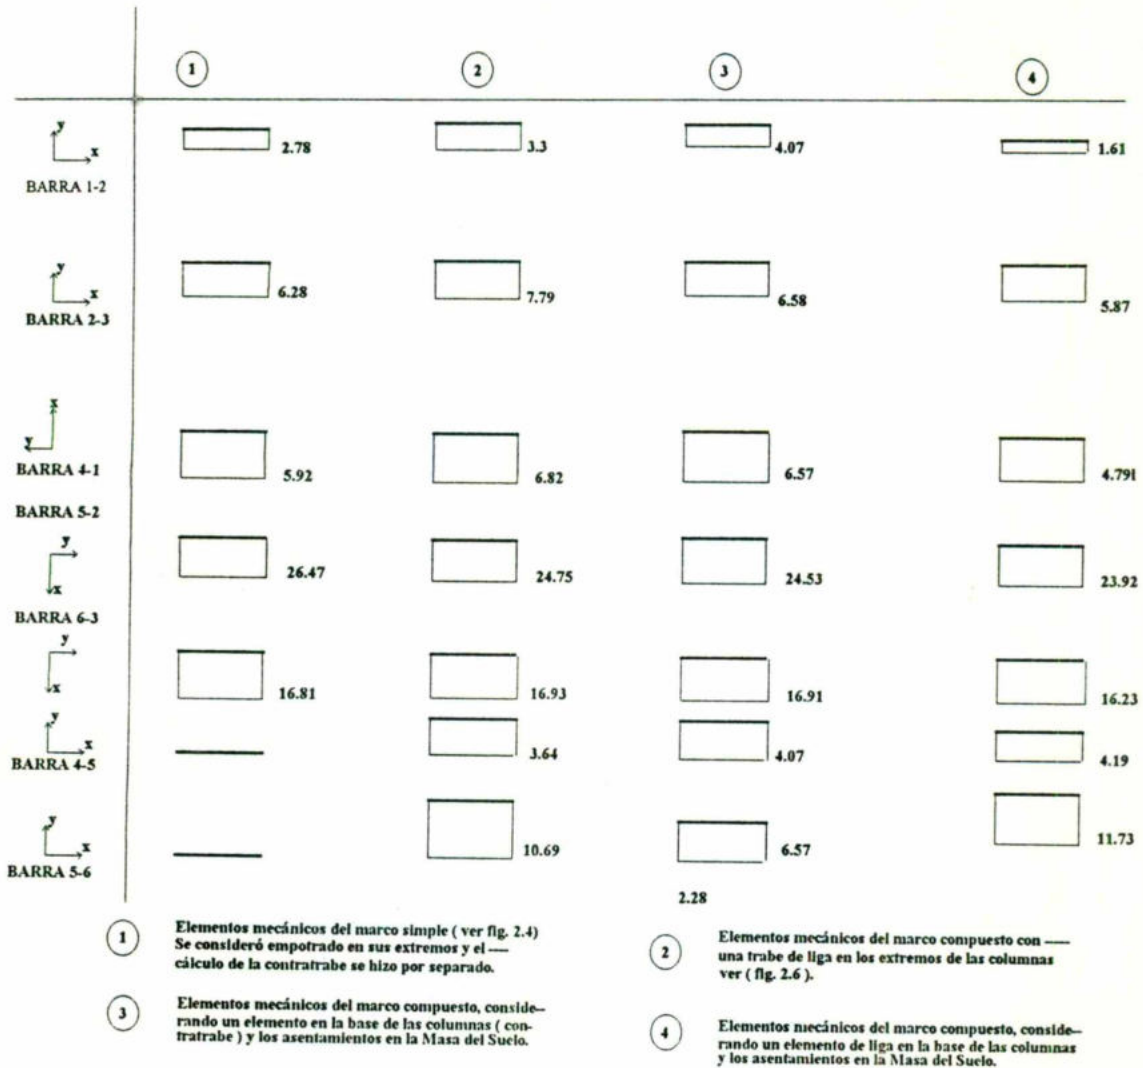 1 2 3 4
y
x
BARRA 1-2
2.78 3.3 4.07 1.61
y
x
BARRA 2-3
6.28 7.79 6.58 5.87
x
y
BARRA 4-1
5.92 6.82 6.57 4.791
BARRA 5-2
y
x
26.47 24.75 24.53 23.92
BARRA 6-3
y
x
16.81 16.93 16.91 16.23
y
x
BARRA 4-5
3.64 4.07 4.19
y
x
BARRA 5-6
10.69 6.57 11.73
2.28
1
Elementos mecánicos del marco simple ( ver fig. 2.4)
Se consideró empotrado en sus extremos y el ----
cálculo de la contratrabe se hizo por separado.
2
Elementos mecánicos del marco compuesto con ----
una trabe de liga en los extremos de las columnas
ver ( fig. 2.6 ).
3
Elementos mecánicos del marco compuesto, conside--
rando un elemento en la base de las columnas ( con-
tratrabe ) y los asentamientos en la Masa del Suelo.
4
Elementos mecánicos del marco compuesto, conside--
rando un elemento de liga en la base de las columnas
y los asentamientos en la Masa del Suelo.